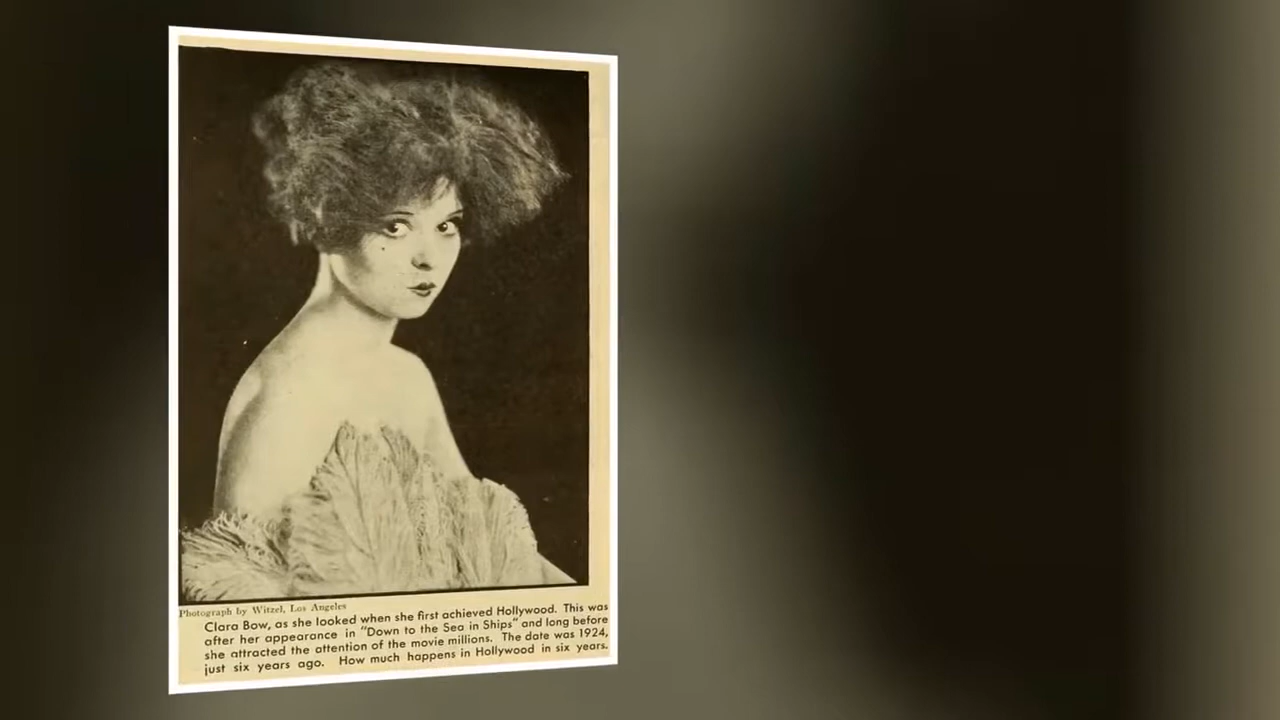 Photograph by Witzel, Los Angeles
Clara Bow, as she looked when she first achieved Hollywood. This was
after her appearance in "Down to the Sea in Ships" and long before
she attracted the attention of the movie millions. The date was 1924,
just six years ago. How much happens in Hollywood in six years.